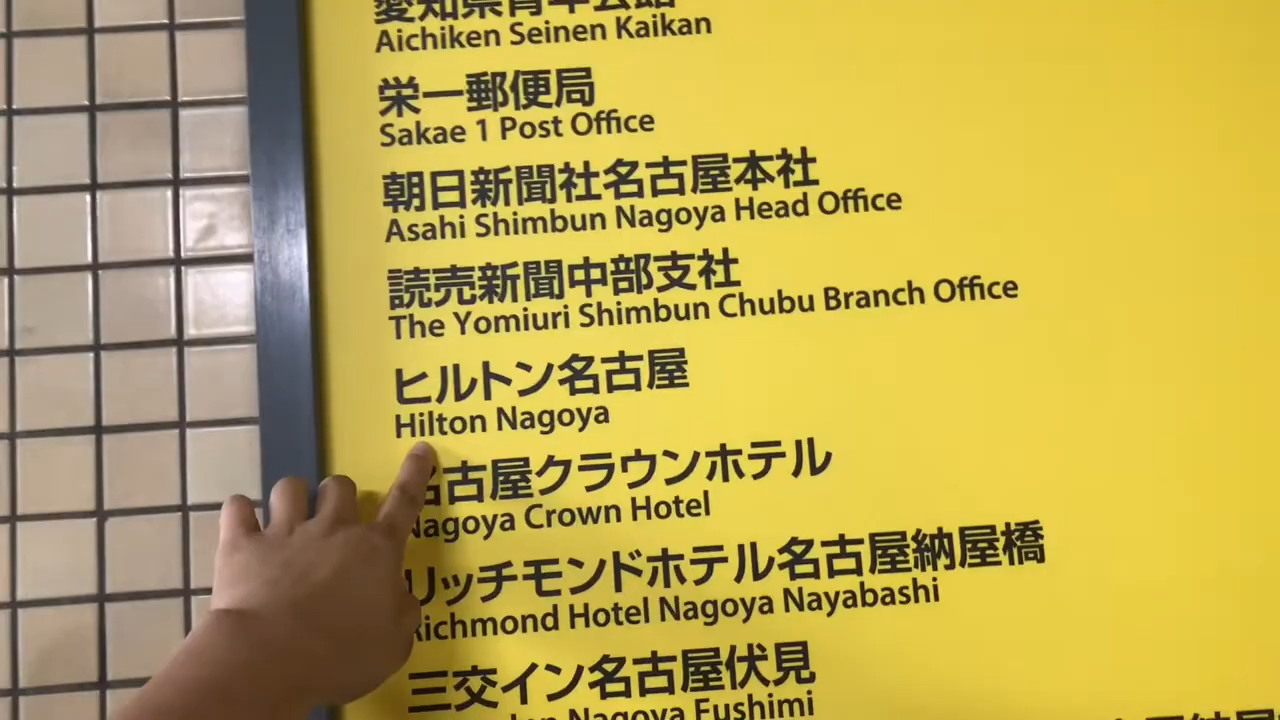 愛知県青年会館
Aichiken Seinen Kaikan
栄一郵便局
Sakae 1 Post Office
朝日新聞社名古屋本社
Asahi Shimbun Nagoya Head Office
読売新聞中部支社
The Yomiuri Shimbun Chubu Branch Office
ヒルトン名古屋
Hilton Nagoya
名古屋クラウンホテル
Nagoya Crown Hotel
リッチモンドホテル名古屋納屋橋
Richmond Hotel Nagoya Nayabashi
三交イン名古屋伏見
Nagoya Fushimi